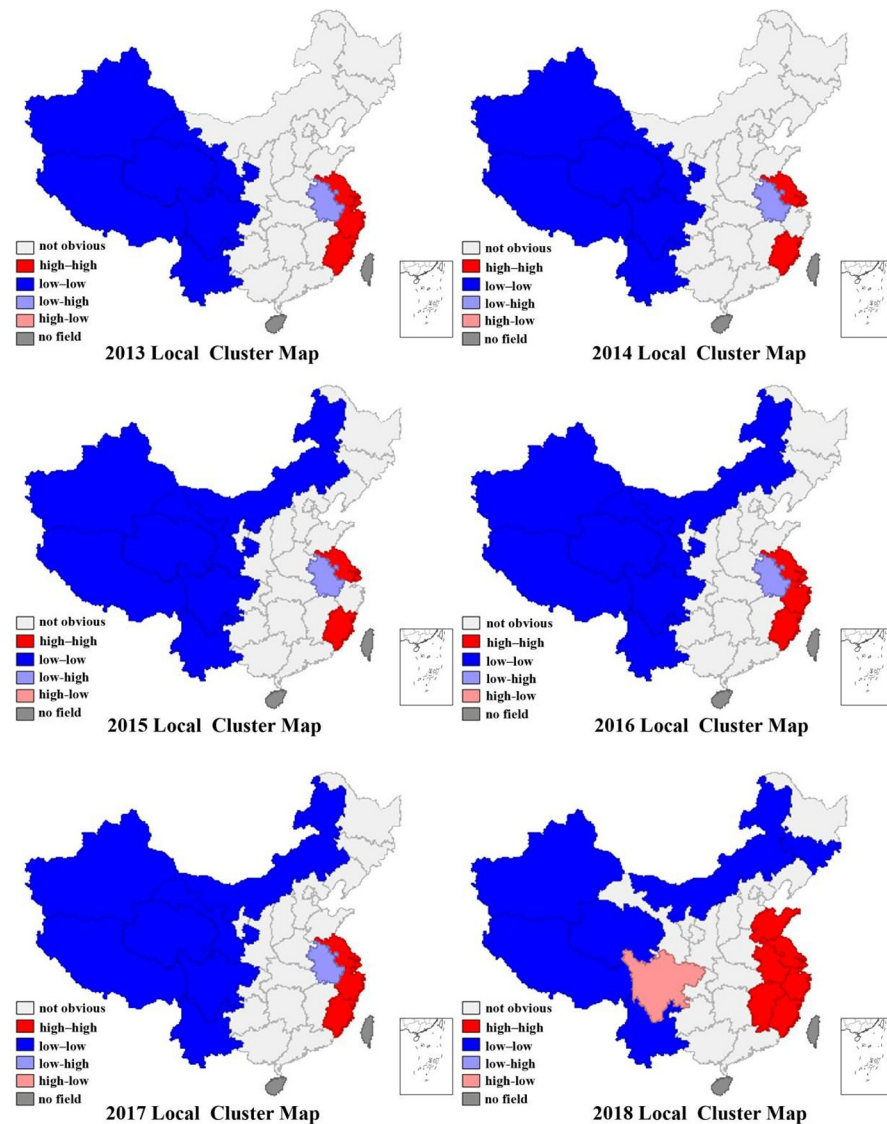 not obvious
high–high
low–low
low-high
high-low
no field
2013 Local Cluster Map
not obvious
high–high
low–low
low-high
high-low
no field
2014 Local Cluster Map
not obvious
high–high
low–low
low-high
high-low
no field
2015 Local Cluster Map
not obvious
high–high
low–low
low-high
high-low
no field
2016 Local Cluster Map
not obvious
high–high
low–low
low-high
high-low
no field
2017 Local Cluster Map
not obvious
high–high
low–low
low-high
high-low
no field
2018 Local Cluster Map